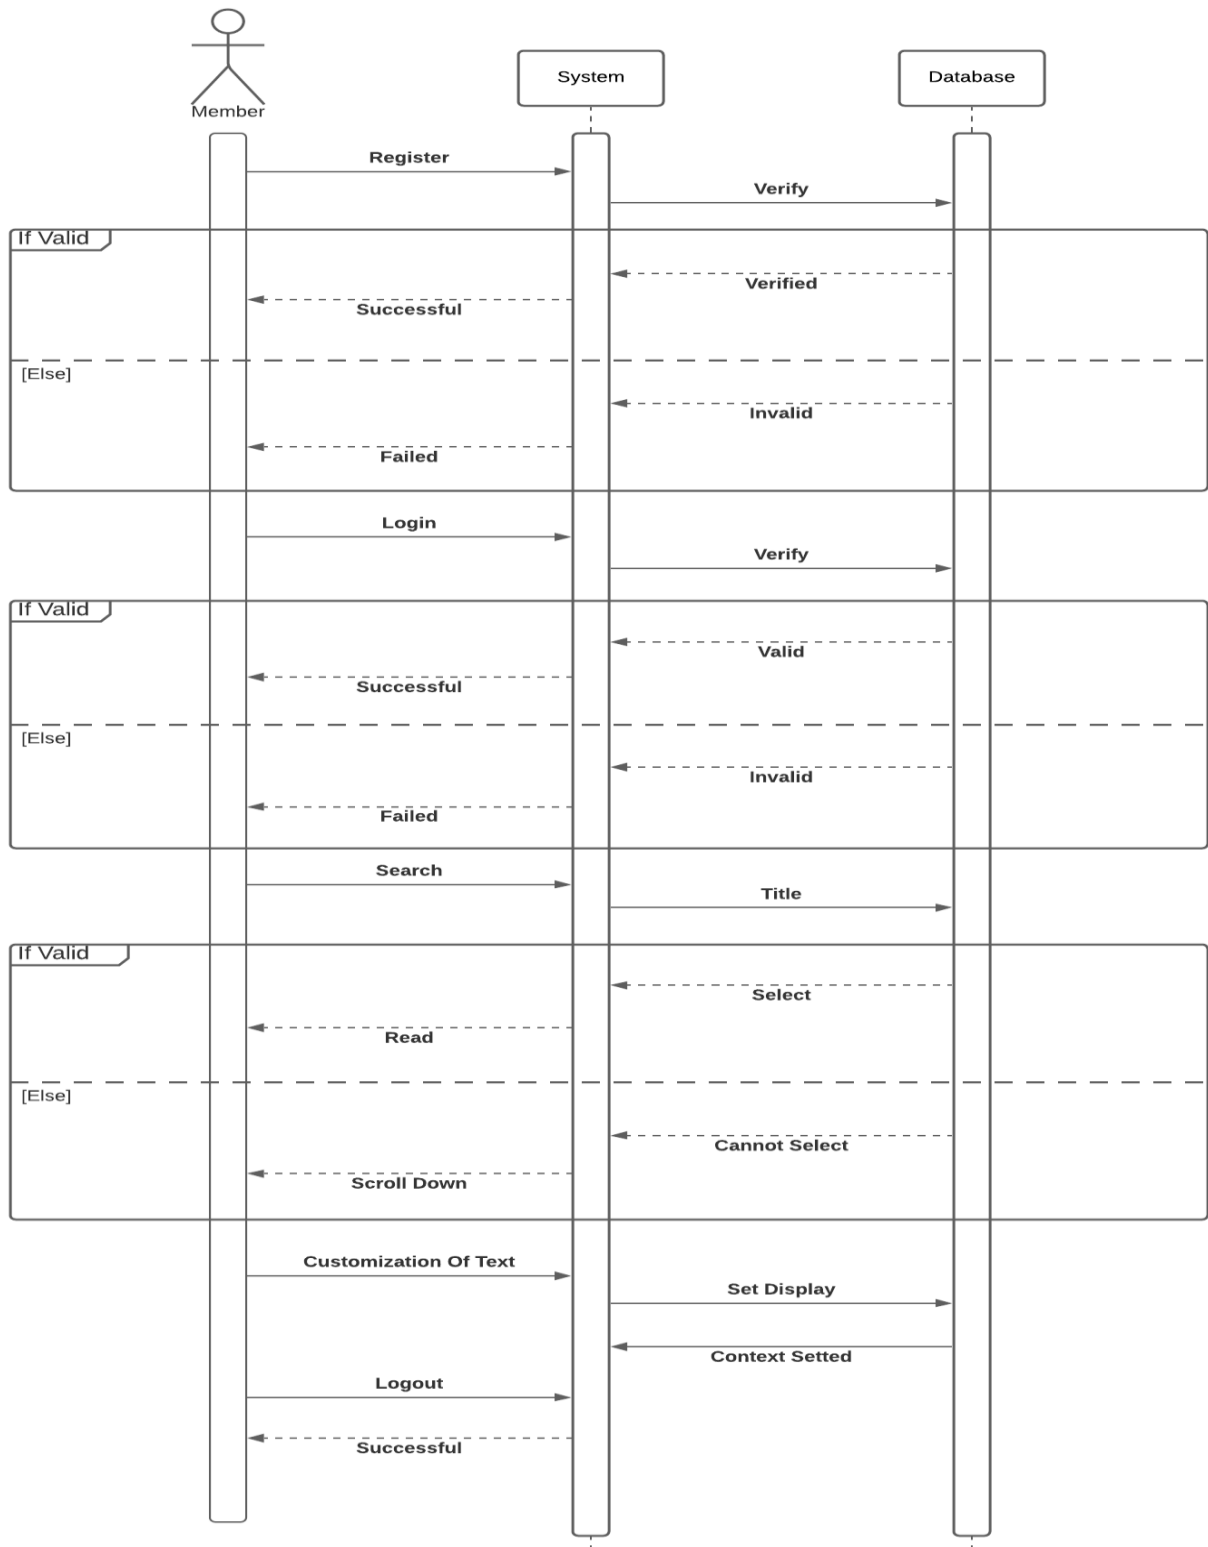 Member
System
Database
Register
Verify
If Valid
Verified
Successful
[Else]
Invalid
Failed
Login
Verify
If Valid
Valid
Successful
[Else]
Invalid
Failed
Search
Title
If Valid
Select
Read
[Else]
Cannot Select
Scroll Down
Customization Of Text
Set Display
Context Setted
Logout
Successful